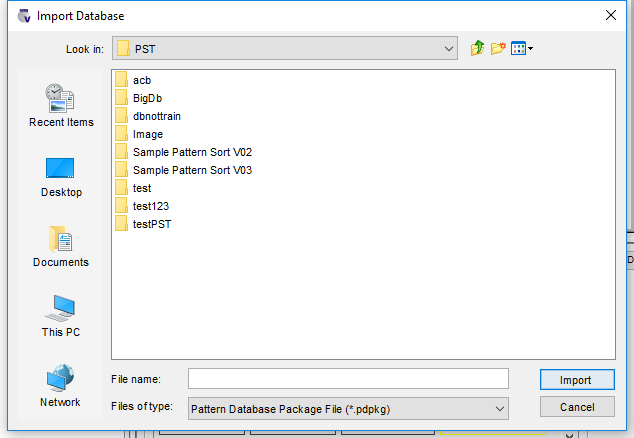 Import Database
Look in:
PST
Recent Items
Desktop
Documents
This PC
Network
acb
BigDb
dbnottrain
Image
Sample Pattern Sort V02
Sample Pattern Sort V03
test
test123
testPST
File name:
Import
Files of type:
Pattern Database Package File (*.pdpkg)
Cancel
D